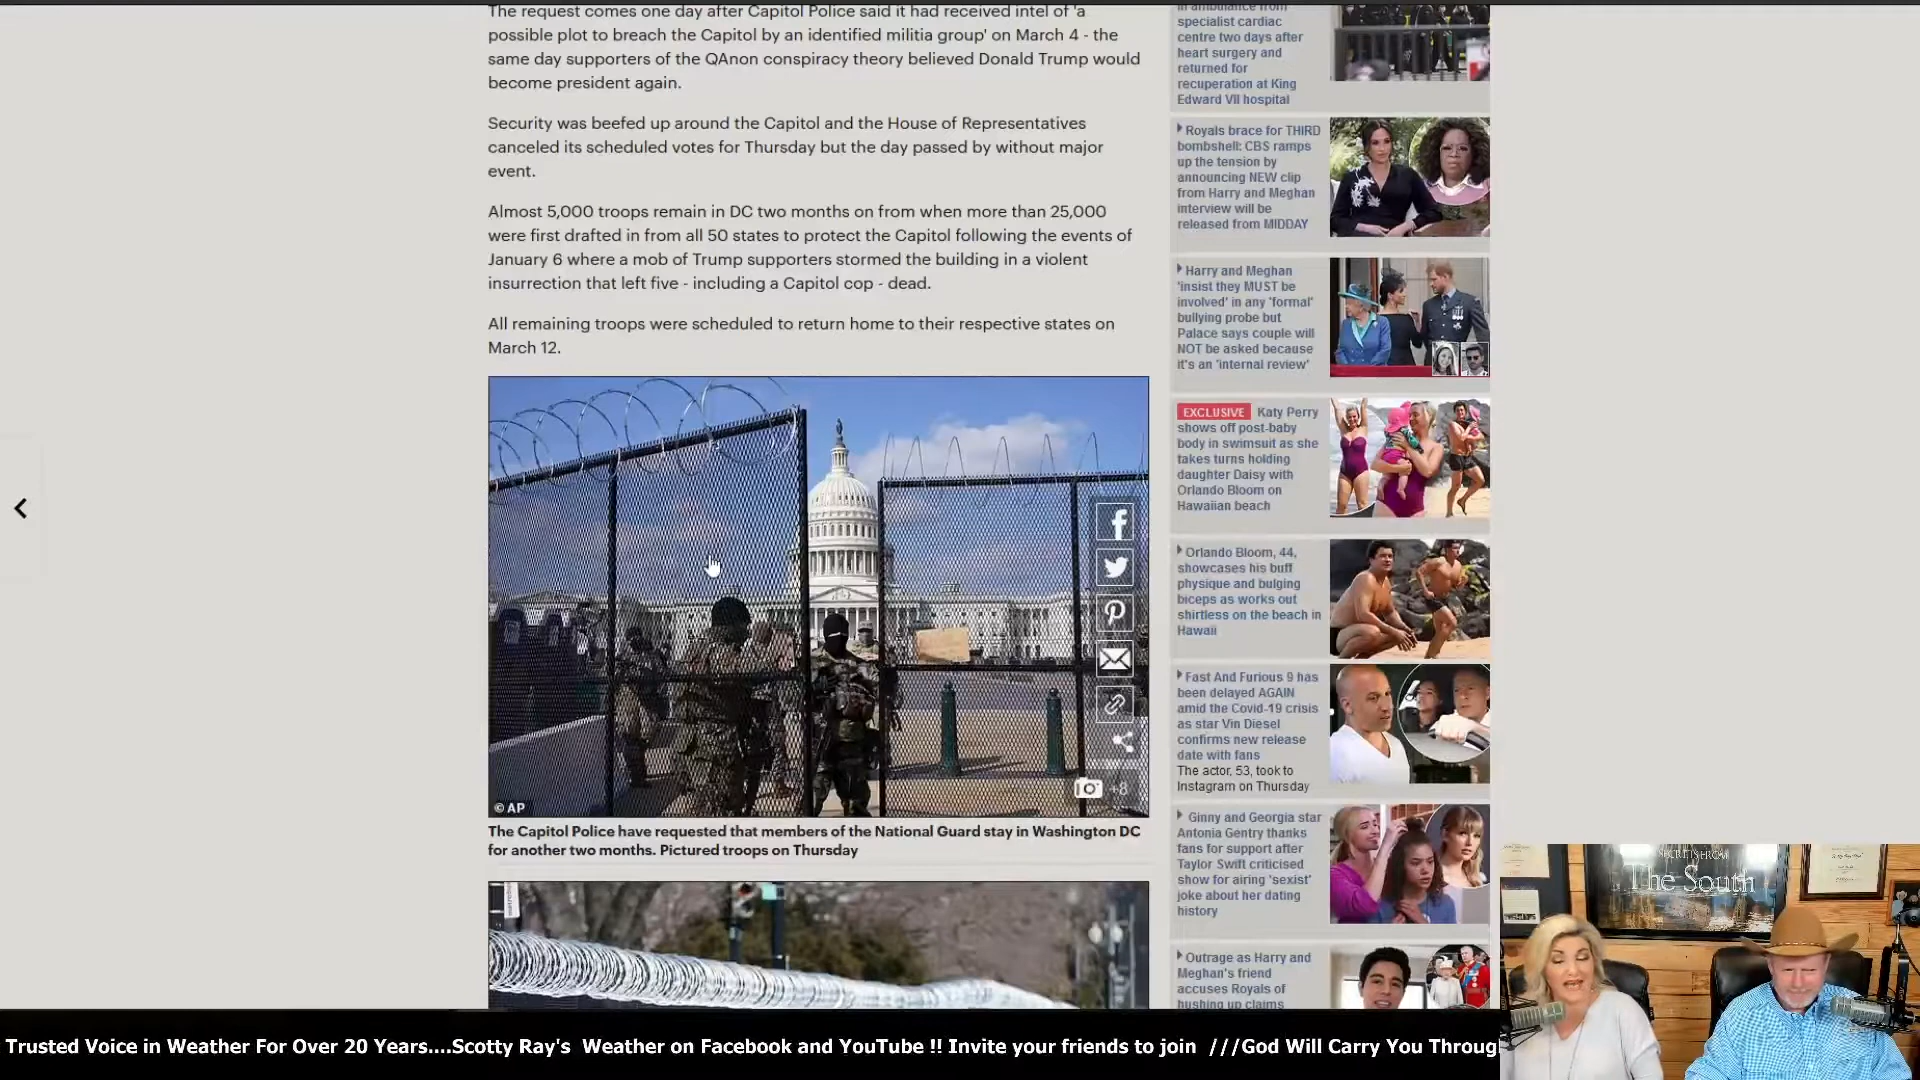 The request comes one day after Capitol Police said it had received intel of 'a
possible plot to breach the Capitol by an identified militia group' on March 4 - the
same day supporters of the QAnon conspiracy theory believed Donald Trump would
become president again.
Security was beefed up around the Capitol and the House of Representatives
canceled its scheduled votes for Thursday but the day passed by without major
event.
Almost 5,000 troops remain in DC two months on from when more than 25,000
were first drafted in from all 50 states to protect the Capitol following the events of
January 6 where a mob of Trump supporters stormed the building in a violent
insurrection that left five - including a Capitol cop - dead.
All remaining troops were scheduled to return home to their respective states on
March 12.
+8
© AP
The Capitol Police have requested that members of the National Guard stay in Washington DC
for another two months. Pictured troops on Thursday
in ambulance from
specialist cardiac
centre two days after
heart surgery and
returned for
recuperation at King
Edward VII hospital
Royals brace for THIRD
bombshell: CBS ramps
up the tension by
announcing NEW clip
from Harry and Meghan
interview will be
released from MIDDAY
Harry and Meghan
'insist they MUST be
involved' in any 'formal'
bullying probe but
Palace says couple will
NOT be asked because
it's an 'internal review'
EXCLUSIVE Katy Perry
shows off post-baby
body in swimsuit as she
takes turns holding
daughter Daisy with
Orlando Bloom on
Hawaiian beach
Orlando Bloom, 44,
showcases his buff
physique and bulging
biceps as works out
shirtless on the beach in
Hawaii
Fast And Furious 9 has
been delayed AGAIN
amid the Covid-19 crisis
as star Vin Diesel
confirms new release
date with fans
The actor, 53, took to
Instagram on Thursday
Ginny and Georgia star
Antonia Gentry thanks
fans for support after
Taylor Swift criticised
show for airing 'sexist'
joke about her dating
history
Outrage as Harry and
Meghan's friend
accuses Royals of
hushing up claims
SECRETS FROM
The South
Trusted Voice in Weather For Over 20 Years....Scotty Ray's Weather on Facebook and YouTube !! Invite your friends to join ///God Will Carry You Throug